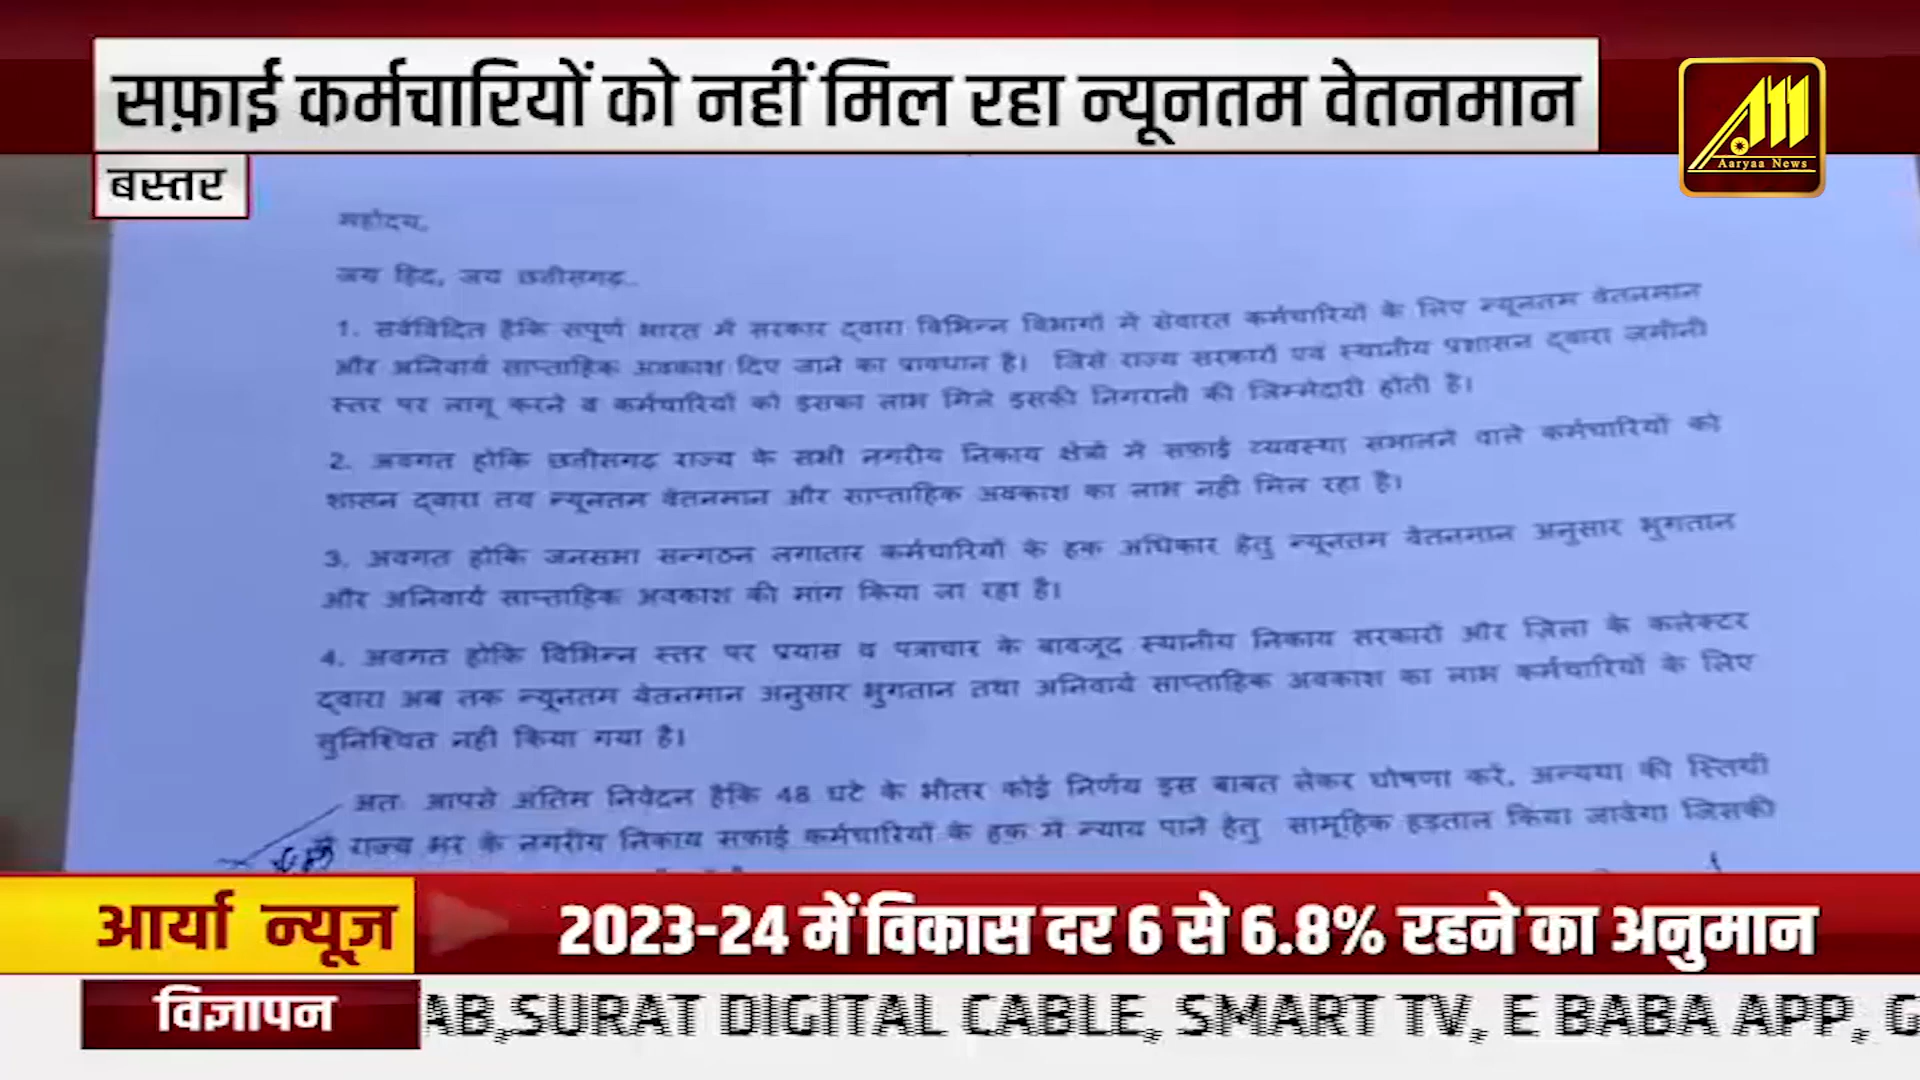 सफ़ाई कर्मचारियों को नहीं मिल रहा न्यूनतम वेतनमान
Aaryaa News
बस्तर
महोदय,
जय हिंद, जय छत्तीसगढ़..
1. सर्वविदित हैकि संपूर्ण भारत में सरकार द्वारा विभिन्न विभागों में सेवारत कर्मचारियों के लिए न्यूनतम वेतनमान
और अनिवार्य साप्ताहिक अवकाश दिए जाने का प्रावधान है। जिसे राज्य सरकारों एवं स्थानीय प्रशासन द्वारा जमीनी
स्तर पर लागू करने व कर्मचारियों को इसका लाभ मिले इसकी निगरानी की जिम्मेदारी होती है।
2. अवगत होकि छत्तीसगढ़ राज्य के सभी नगरीय निकाय क्षेत्रों में सफ़ाई व्यवस्था संभालने वाले कर्मचारियों को
शासन द्वारा तय न्यूनतम वेतनमान और साप्ताहिक अवकाश का लाभ नही मिल रहा है।
3. अवगत होकि जनसभा सन्गठन लगातार कर्मचारियों के हक अधिकार हेतु न्यूनतम वेतनमान अनुसार भुगतान
और अनिवार्य साप्ताहिक अवकाश की मांग किया जा रहा है।
4. अवगत होकि विभिन्न स्तर पर प्रयास व पत्राचार के बावजूद स्थानीय निकाय सरकारों और ज़िला के कलेक्टर
द्वारा अब तक न्यूनतम वेतनमान अनुसार भुगतान तथा अनिवार्य साप्ताहिक अवकाश का लाभ कर्मचारियों के लिए
सुनिश्चित नही किया गया है।
अतः आपसे अंतिम निवेदन हैकि 48 घंटे के भीतर कोई निर्णय इस बाबत लेकर घोषणा करें, अन्यथा की स्तिथी
में राज्य भर के नगरीय निकाय सफाई कर्मचारियों के हक में न्याय पाने हेतु सामूहिक हड़ताल किया जावेगा जिसकी
आर्या न्यूज़
2023-24 में विकास दर 6 से 6.8% रहने का अनुमान
विज्ञापन
AB,SURAT DIGITAL CABLE, SMART TV, E BABA APP, G